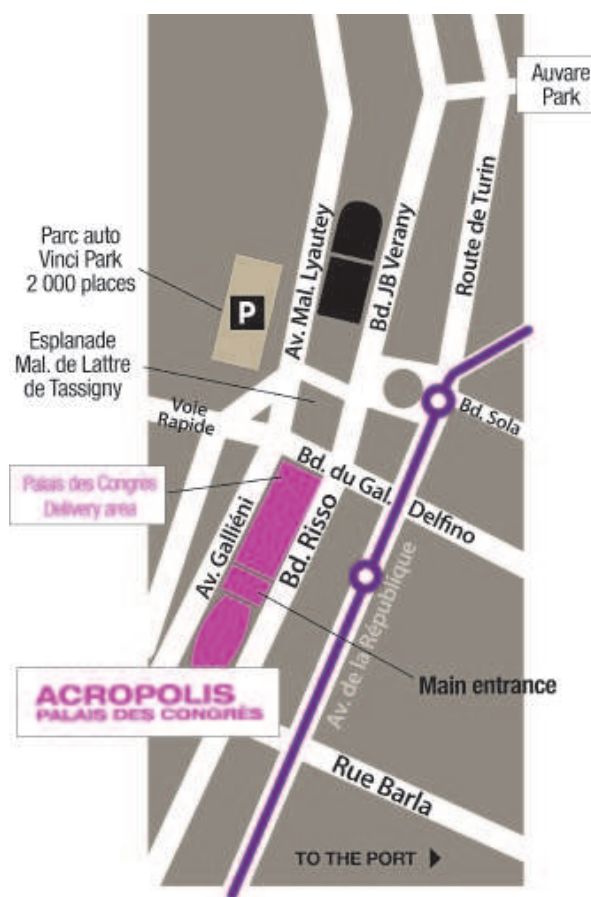 Auvare
Park
Route de Turin
Bd. JB Verany
Av. Mal. Lyautey
Parc auto
Vinci Park
2 000 places
P
Esplanade
Mal. de Lattre
de Tassigny
Voie
Rapide
Bd. Sola
Palais des Congrès
Delivery area
Bd. du Gal. Delfino
Av. Galliéni
Bd. Risso
Av. de la République
Main entrance
ACROPOLIS
PALAIS DES CONGRÈS
Rue Barla
TO THE PORT